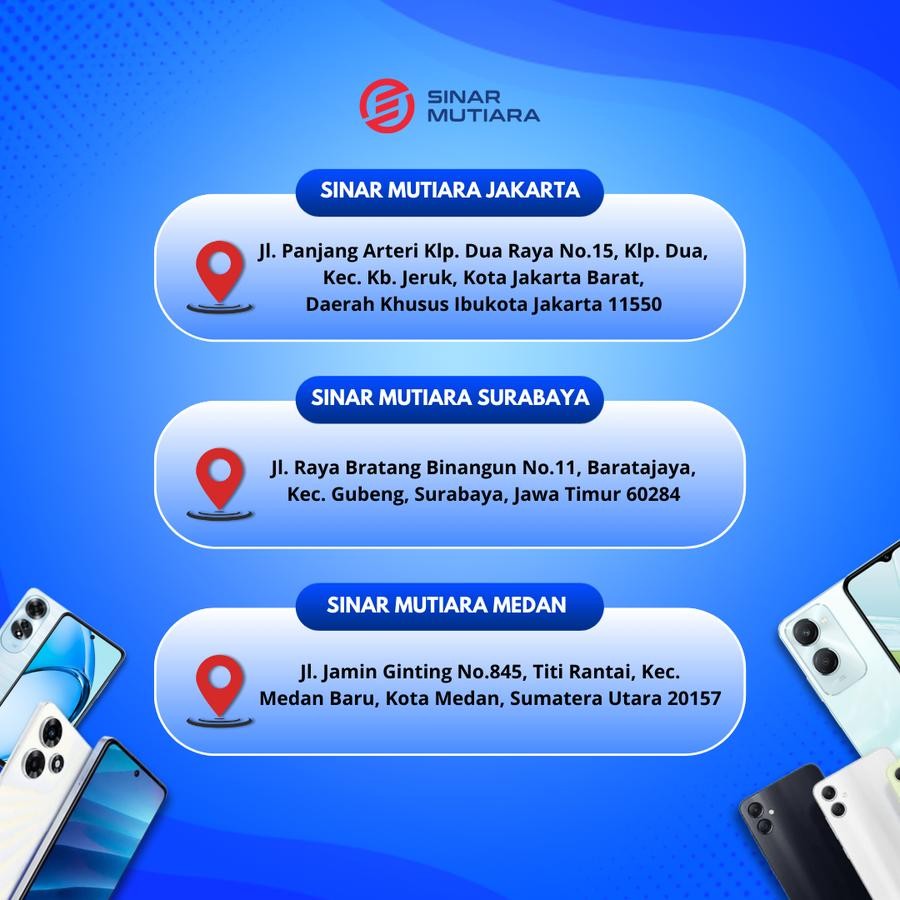 SINAR
MUTIARA
SINAR MUTIARA JAKARTA
Jl. Panjang Arteri Klp. Dua Raya No.15, Klp. Dua,
Kec. Kb. Jeruk, Kota Jakarta Barat,
Daerah Khusus Ibukota Jakarta 11550
SINAR MUTIARA SURABAYA
Jl. Raya Bratang Binangun No.11, Baratajaya,
Kec. Gubeng, Surabaya, Jawa Timur 60284
SINAR MUTIARA MEDAN
Jl. Jamin Ginting No.845, Titi Rantai, Kec.
Medan Baru, Kota Medan, Sumatera Utara 20157